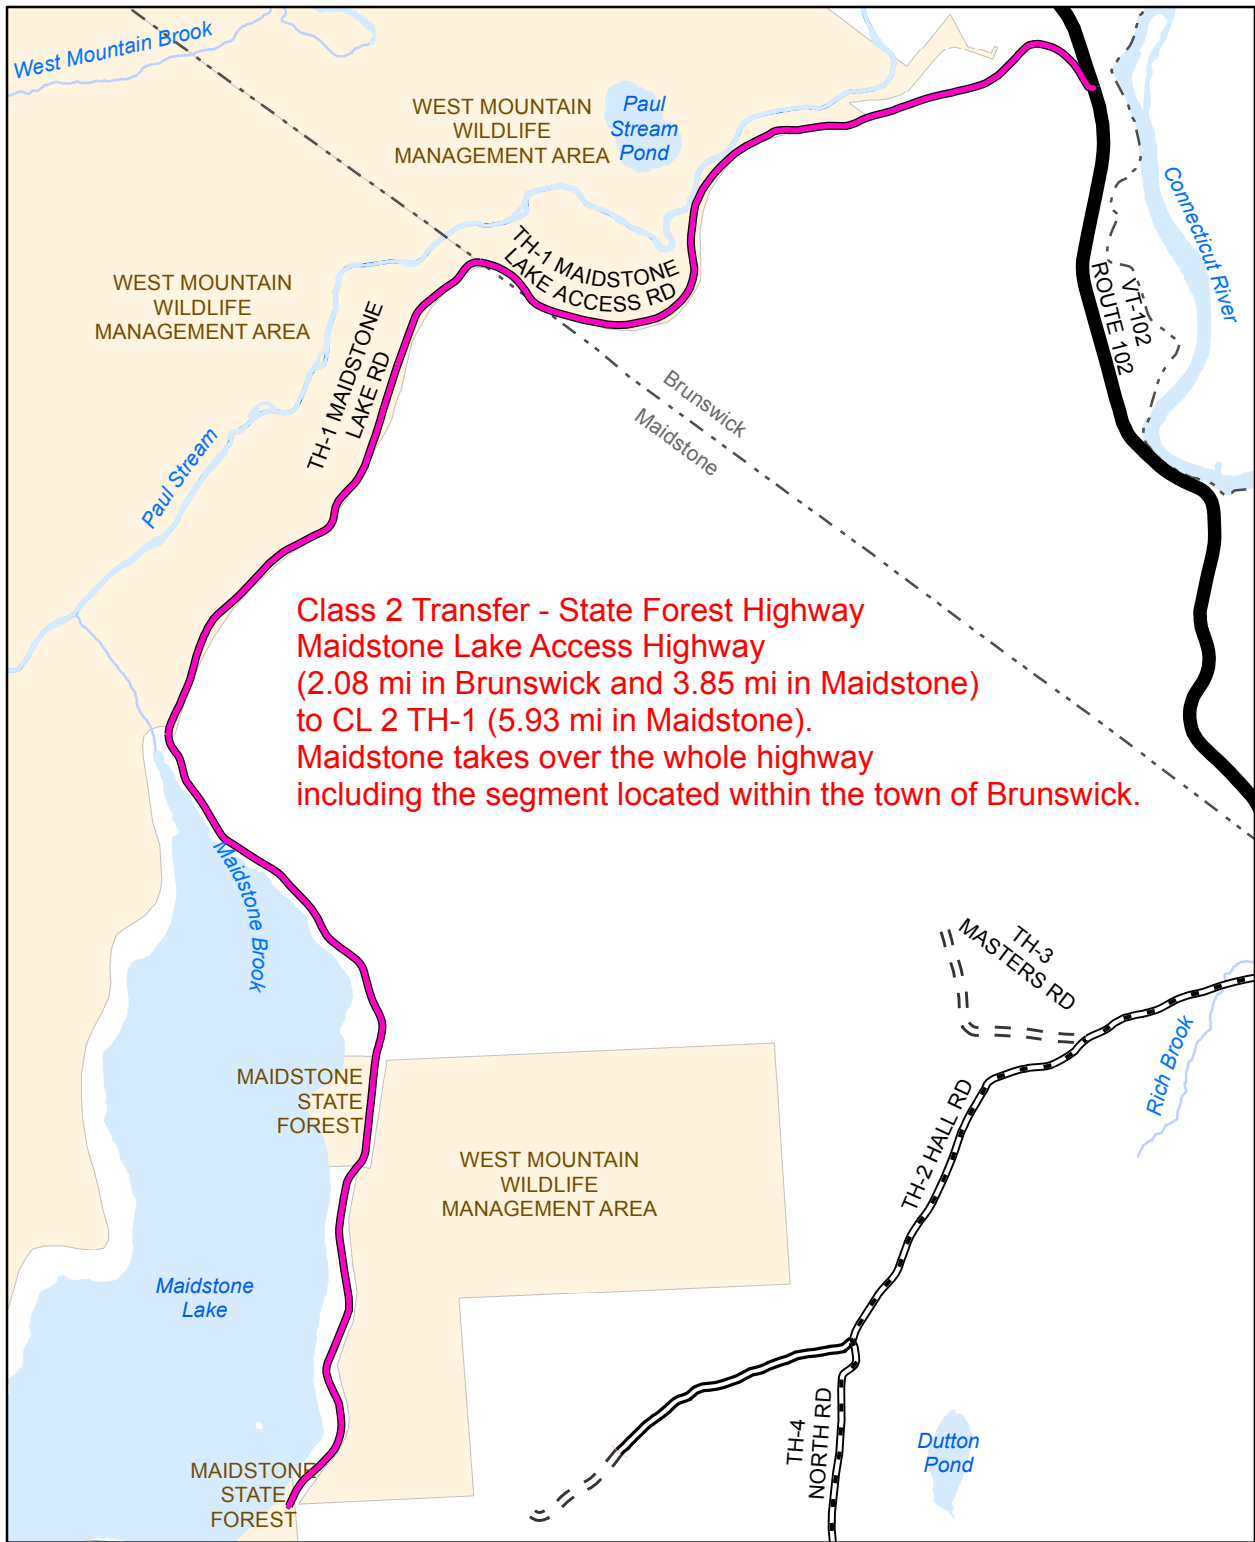 West Mountain Brook
WEST MOUNTAIN
WILDLIFE
MANAGEMENT AREA
Paul
Stream
Pond
Connecticut River
TH-1 MAIDSTONE
LAKE ACCESS RD
WEST MOUNTAIN
WILDLIFE
MANAGEMENT AREA
VT-102
ROUTE 102
TH-1 MAIDSTONE
LAKE RD
Brunswick
Maidstone
Paul Stream
Class 2 Transfer - State Forest Highway
Maidstone Lake Access Highway
(2.08 mi in Brunswick and 3.85 mi in Maidstone)
to CL 2 TH-1 (5.93 mi in Maidstone).
Maidstone takes over the whole highway
including the segment located within the town of Brunswick.
Maidstone Brook
TH-3
MASTERS RD
Rich Brook
MAIDSTONE
STATE
FOREST
TH-2 HALL RD
WEST MOUNTAIN
WILDLIFE
MANAGEMENT AREA
Maidstone
Lake
TH-4
NORTH RD
Dutton
Pond
MAIDSTONE
STATE
FOREST